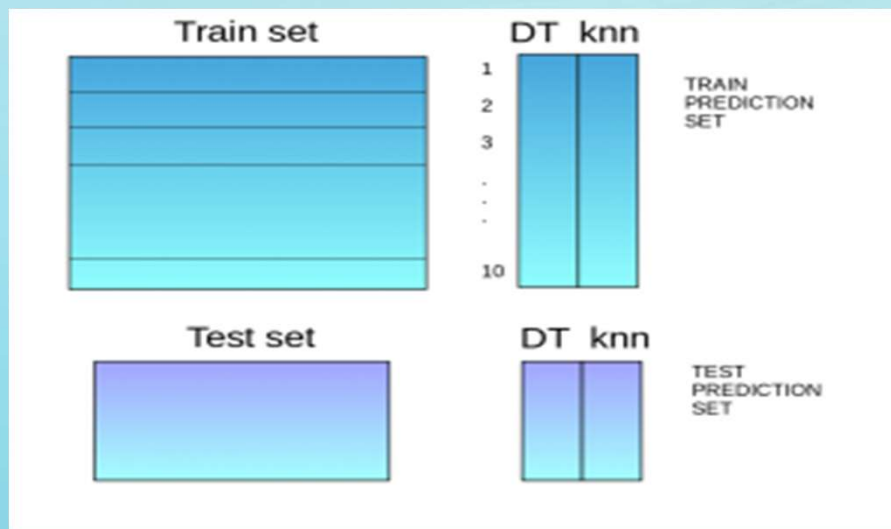 Train set
DT knn
1
2
3
.
.
.
10
TRAIN
PREDICTION
SET
Test set
DT knn
TEST
PREDICTION
SET